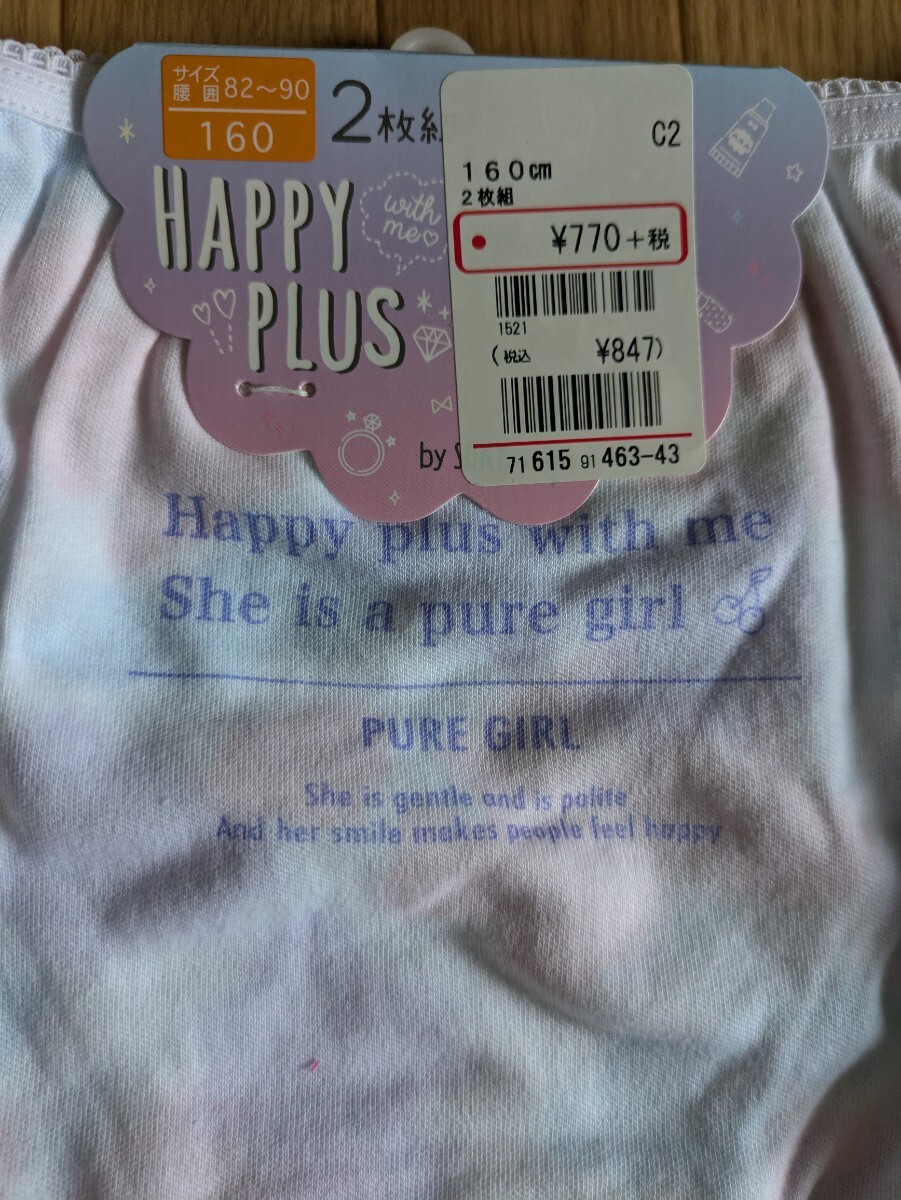 サイズ
腰囲 82～90
160
2枚組
C2
160cm
2枚組
¥770+税
1521
(税込 ¥847)
71 615 91 463-43
HAPPY
PLUS
with
me
by
Happy plus with me
She is a pure girl
PURE GIRL
She is gentle and is polite
And her smile makes people feel happy